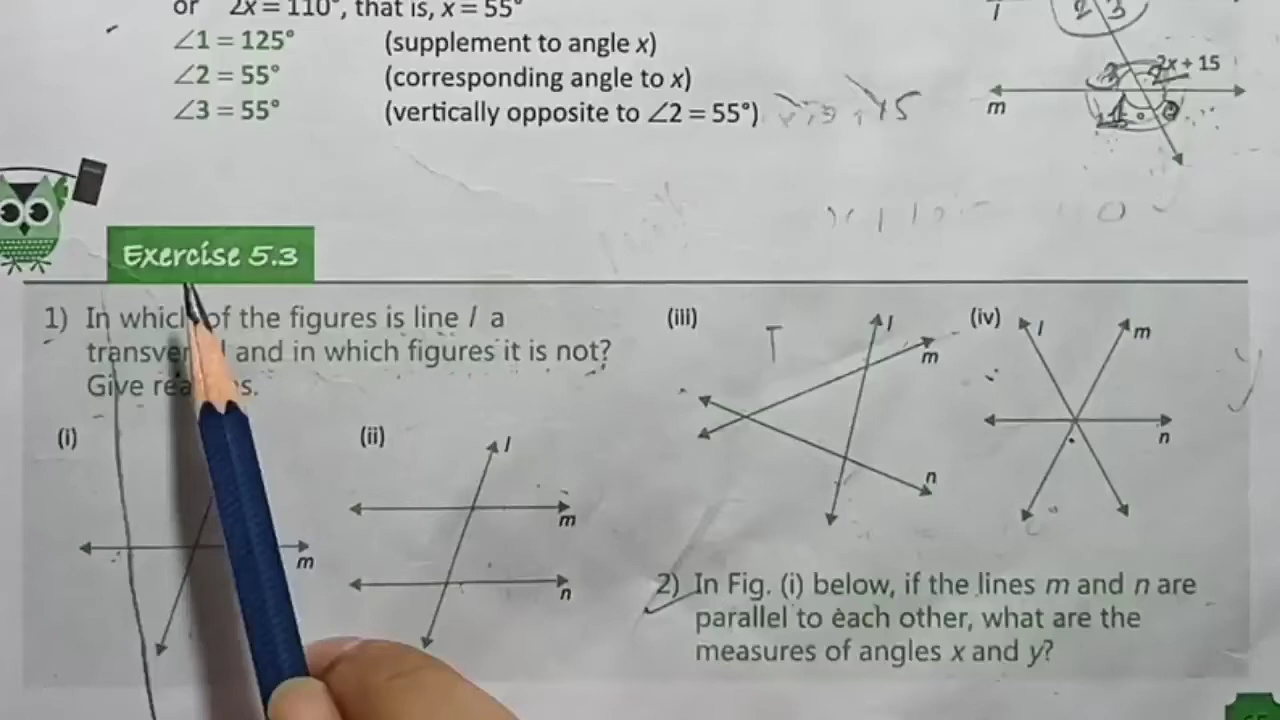 or 2x = 110°, that is, x = 55°
∠1 = 125° (supplement to angle x)
∠2 = 55° (corresponding angle to x)
∠3 = 55° (vertically opposite to ∠2 = 55°)
l
2 3
2x + 15
m
Exercise 5.3
1) In which of the figures is line l a
and in which figures it is not?
Give
(i)
m
(ii)
l
m
n
(iii)
T
l
m
n
(iv)
l
m
n
2) In Fig. (i) below, if the lines m and n are
parallel to each other, what are the
measures of angles x and y?